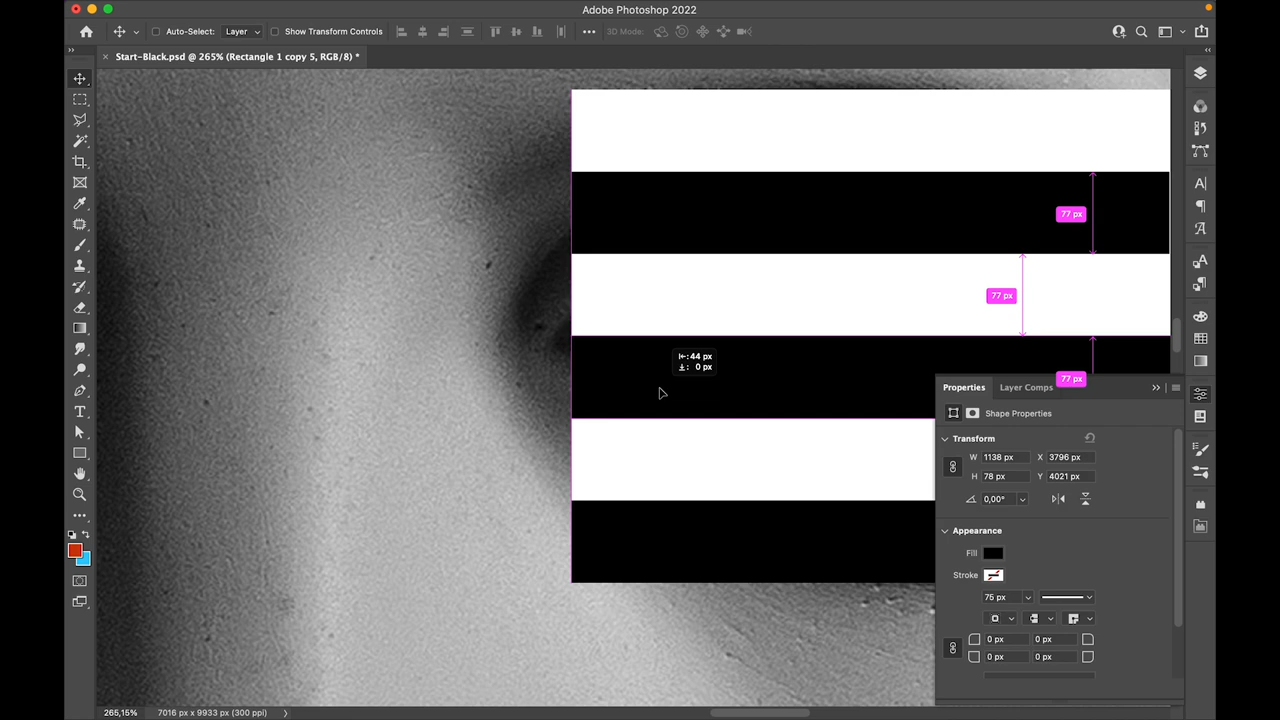 Adobe Photoshop 2022
Auto-Select: Layer Show Transform Controls 3D Mode:
Start-Black.psd @ 265% (Rectangle 1 copy 5, RGB/8) *
77 px
77 px
44 px
0 px
77 px
Properties Layer Comps
Shape Properties
Transform
W 1138 px X 3796 px
H 78 px Y 4021 px
0,00°
Appearance
Fill
Stroke
75 px
0 px 0 px
0 px 0 px
265,15% 7016 px x 9933 px (300 ppi)